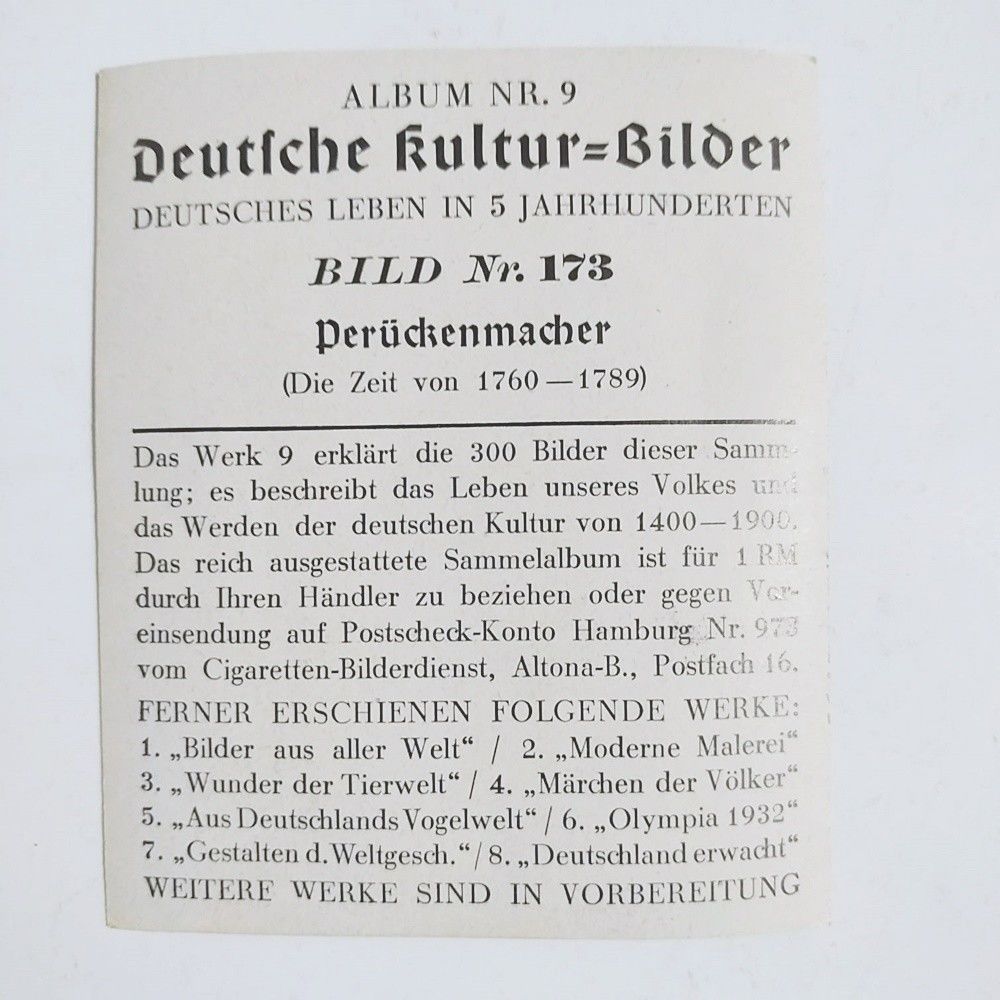 ALBUM NR. 9
Deutſche Kultur=Bilder
DEUTSCHES LEBEN IN 5 JAHRHUNDERTEN
BILD Nr. 173
Perückenmacher
(Die Zeit von 1760—1789)
Das Werk 9 erklärt die 300 Bilder dieser Samm-
lung; es beschreibt das Leben unseres Volkes und
das Werden der deutschen Kultur von 1400—1900.
Das reich ausgestattete Sammelalbum ist für 1 RM
durch Ihren Händler zu beziehen oder gegen Vor-
einsendung auf Postscheck-Konto Hamburg Nr. 973
vom Cigaretten-Bilderdienst, Altona-B., Postfach 16.
FERNER ERSCHIENEN FOLGENDE WERKE:
1. „Bilder aus aller Welt“ / 2. „Moderne Malerei“
3. „Wunder der Tierwelt“ / 4. „Märchen der Völker“
5. „Aus Deutschlands Vogelwelt“ / 6. „Olympia 1932“
7. „Gestalten d. Weltgesch.“ / 8. „Deutschland erwacht“
WEITERE WERKE SIND IN VORBEREITUNG